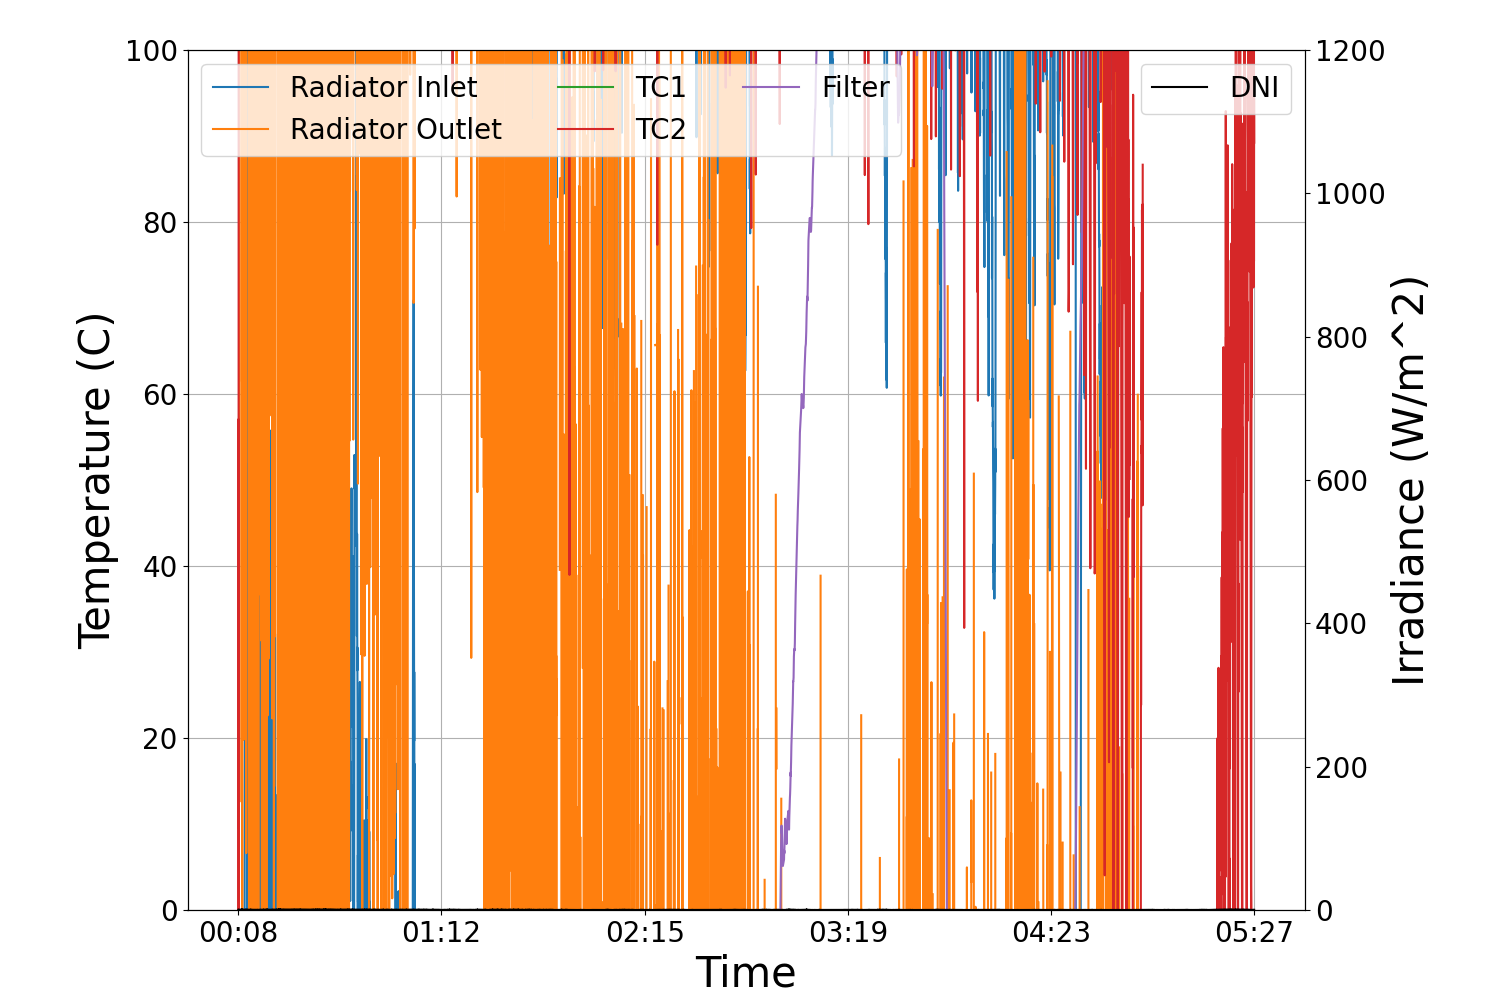 Radiator Inlet
Radiator Outlet
TC1
TC2
Filter
DNI
100
80
60
40
20
0
Temperature (C)
1200
1000
800
600
400
200
0
Irradiance (W/m^2)
00:08
01:12
02:15
03:19
04:23
05:27
Time